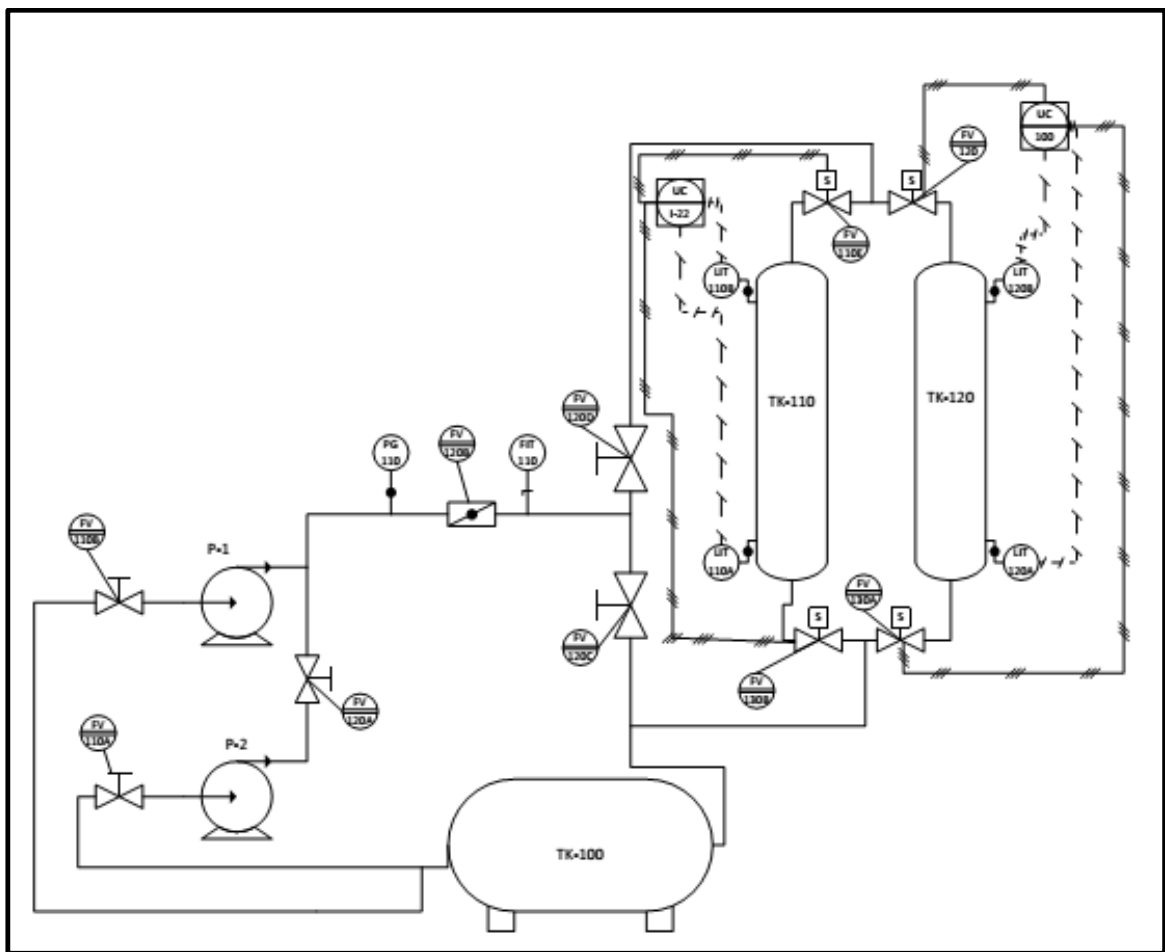 UC
100
FV
120
UC
I-22
S
S
FV
110E
LIT
110B
LIT
120B
TK-110
TK-120
FV
120D
PG
110
FV
120B
FIT
110
FV
110B
P-1
LIT
110A
LIT
120A
FV
130A
S
S
FV
120C
FV
130B
FV
120A
FV
110A
P-2
TK-100